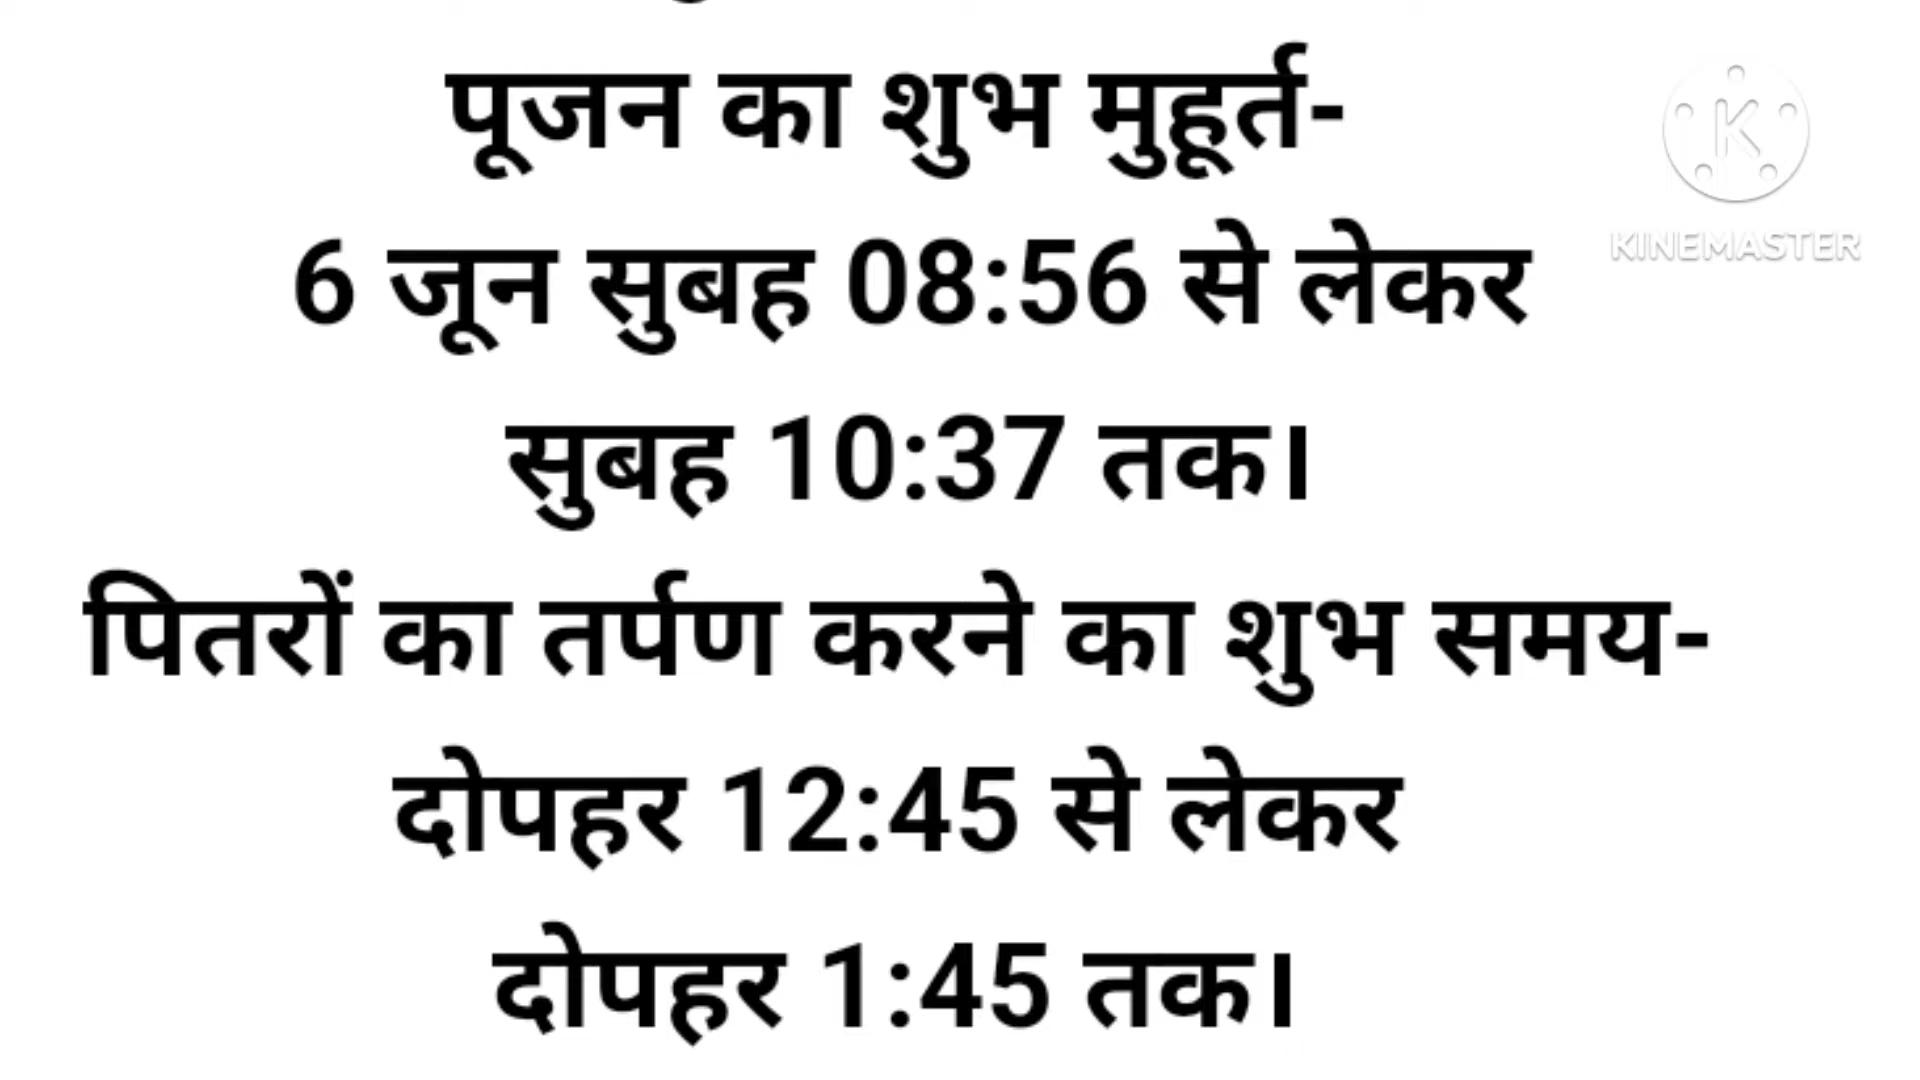 पूजन का शुभ मुहूर्त-
6 जून सुबह 08:56 से लेकर
सुबह 10:37 तक।
पितरों का तर्पण करने का शुभ समय-
दोपहर 12:45 से लेकर
दोपहर 1:45 तक।
K
KINEMASTER